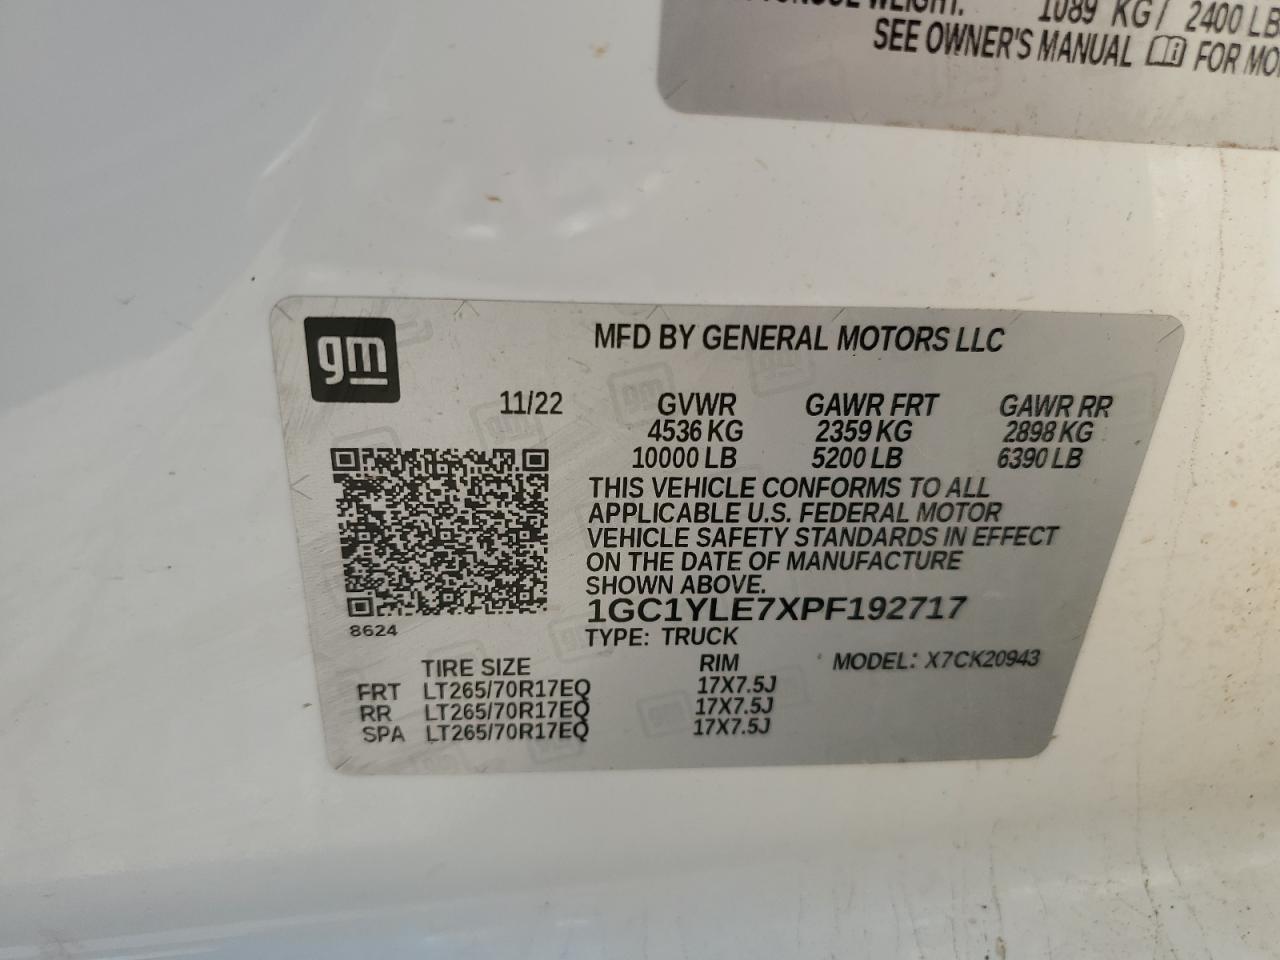 TONGUE WEIGHT: 1089 KG/ 2400 LB
SEE OWNER'S MANUAL FOR
gm
MFD BY GENERAL MOTORS LLC
11/22 GVWR GAWR FRT GAWR RR
4536 KG 2359 KG 2898 KG
10000 LB 5200 LB 6390 LB
THIS VEHICLE CONFORMS TO ALL
APPLICABLE U.S. FEDERAL MOTOR
VEHICLE SAFETY STANDARDS IN EFFECT
ON THE DATE OF MANUFACTURE
SHOWN ABOVE.
1GC1YLE7XPF192717
8624
TYPE: TRUCK
TIRE SIZE RIM MODEL: X7CK20943
FRT LT265/70R17EQ 17X7.5J
RR LT265/70R17EQ 17X7.5J
SPA LT265/70R17EQ 17X7.5J